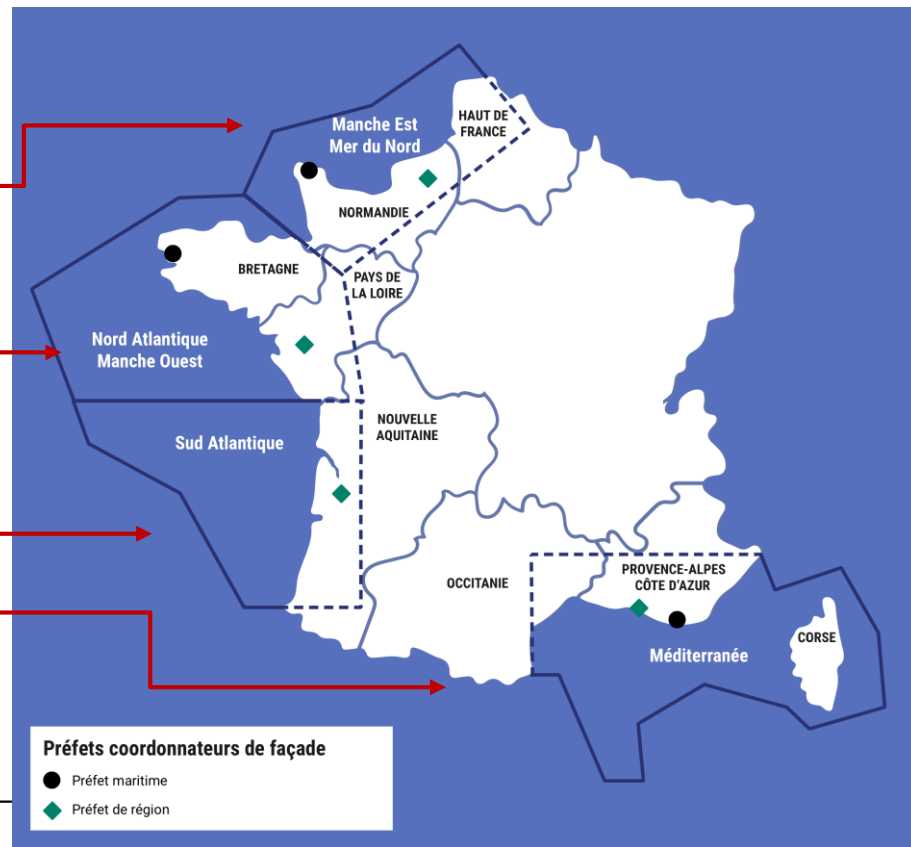 HAUT DE
FRANCE
Manche Est
Mer du Nord
NORMANDIE
BRETAGNE
PAYS DE
LA LOIRE
Nord Atlantique
Manche Ouest
NOUVELLE
AQUITAINE
Sud Atlantique
OCCITANIE
PROVENCE-ALPES
CÔTE D'AZUR
CORSE
Méditerranée
Préfets coordonnateurs de façade
Préfet maritime
Préfet de région